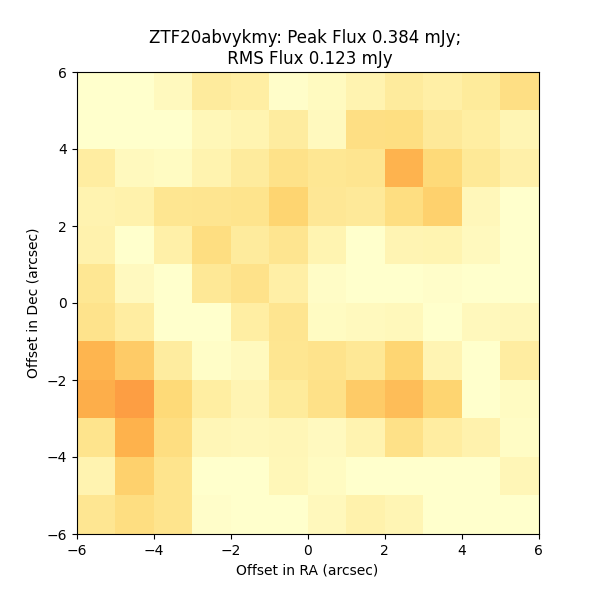 ZTF20abvykmy: Peak Flux 0.384 mJy;
RMS Flux 0.123 mJy
6
4
2
0
−2
−4
−6
Offset in Dec (arcsec)
−6 −4 −2 0 2 4 6
Offset in RA (arcsec)